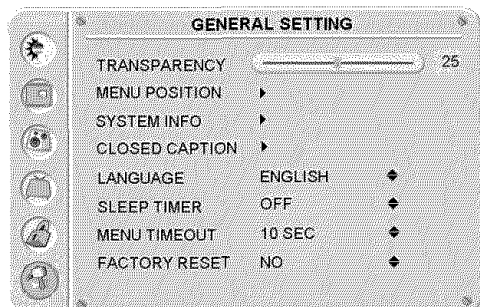 GENERAL SETTING
TRANSPARENCY 25
MENU POSITION
SYSTEM INFO
CLOSED CAPTION
LANGUAGE ENGLISH
SLEEP TIMER OFF
MENU TIMEOUT 10 SEC
FACTORY RESET NO